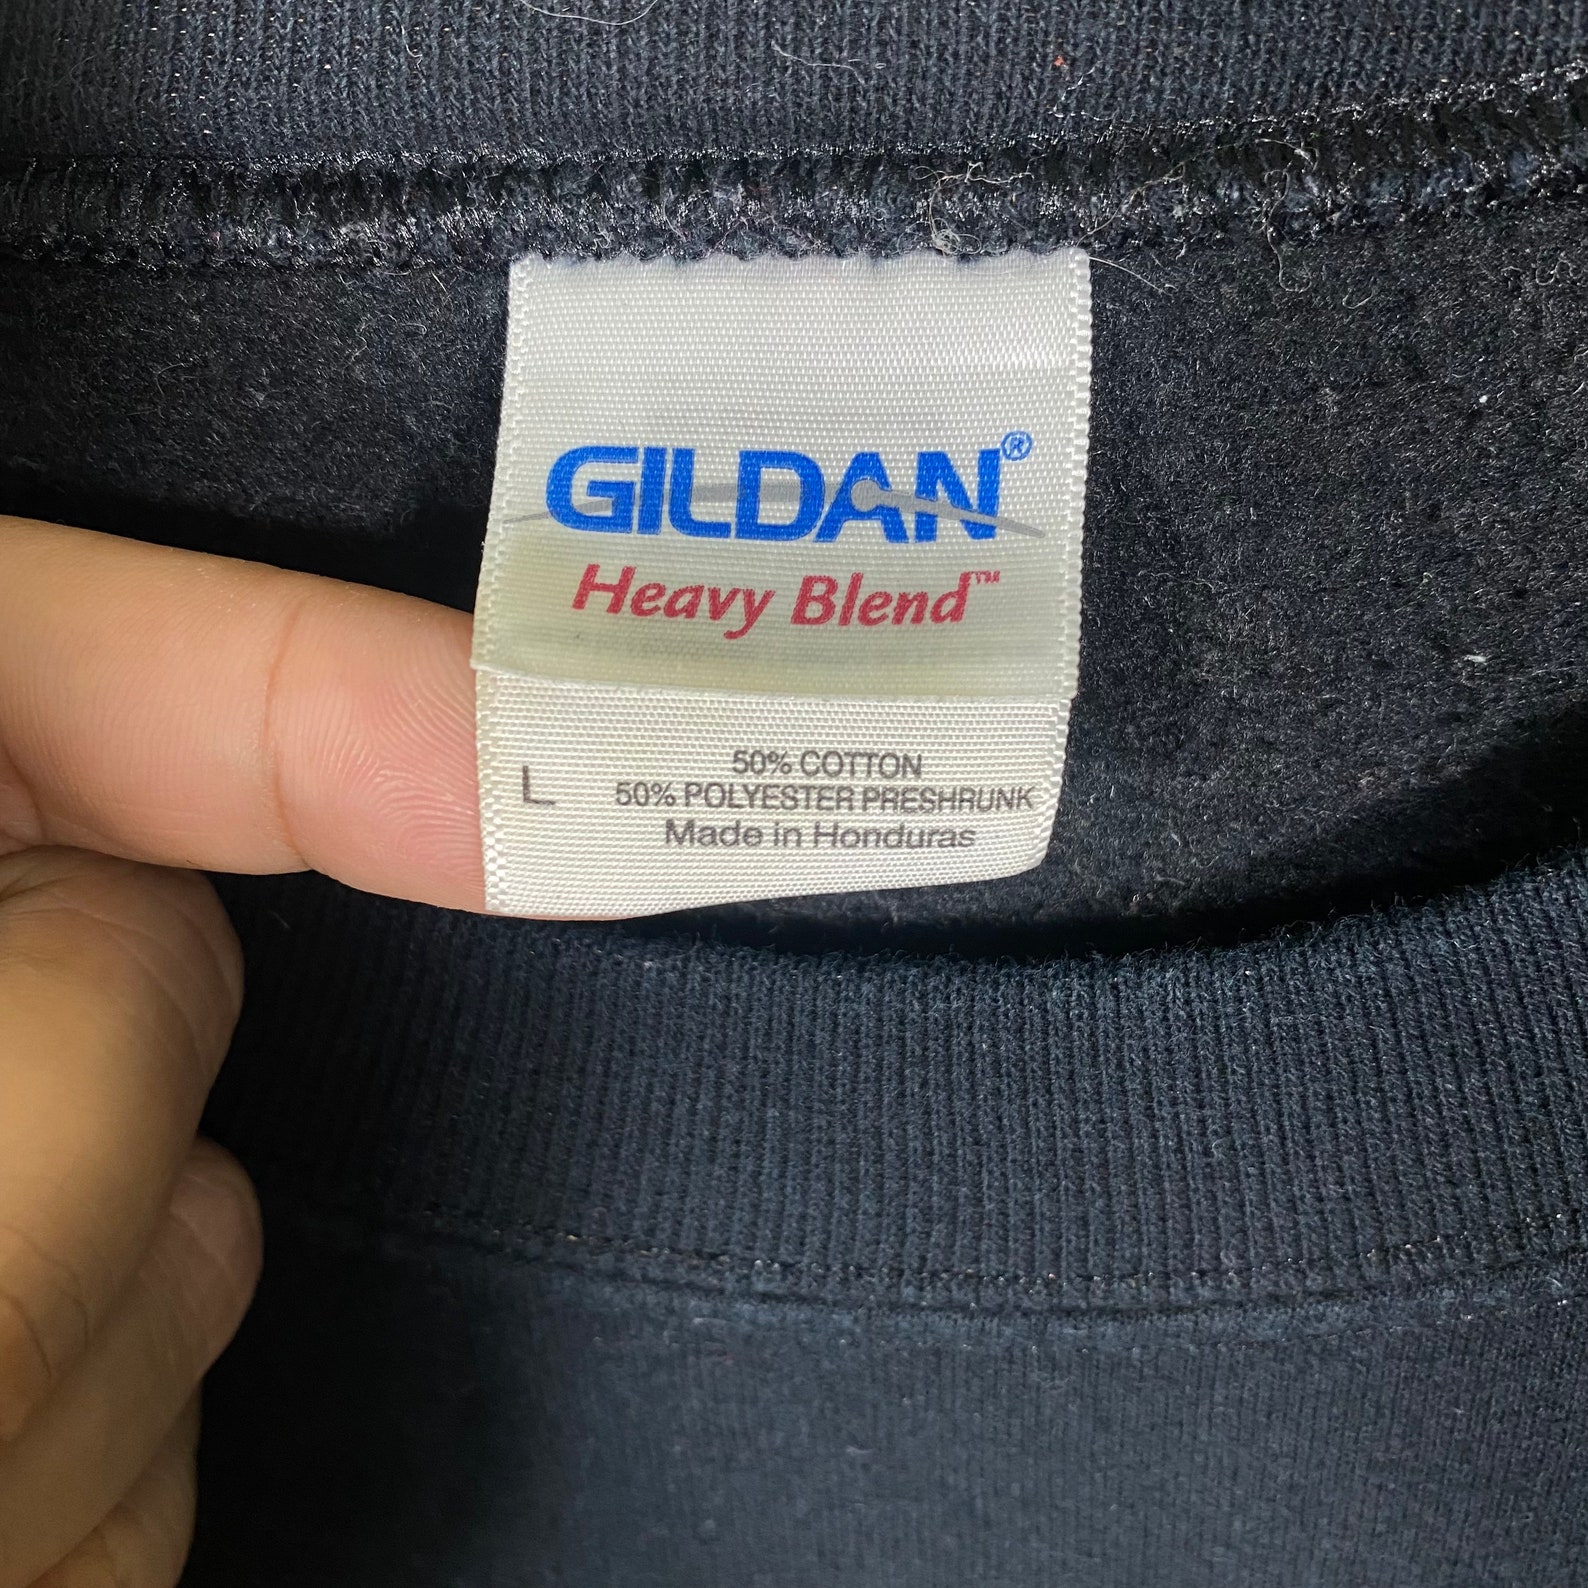 GILDAN®
Heavy Blend™
50% COTTON
L 50% POLYESTER PRESHRUNK
Made in Honduras